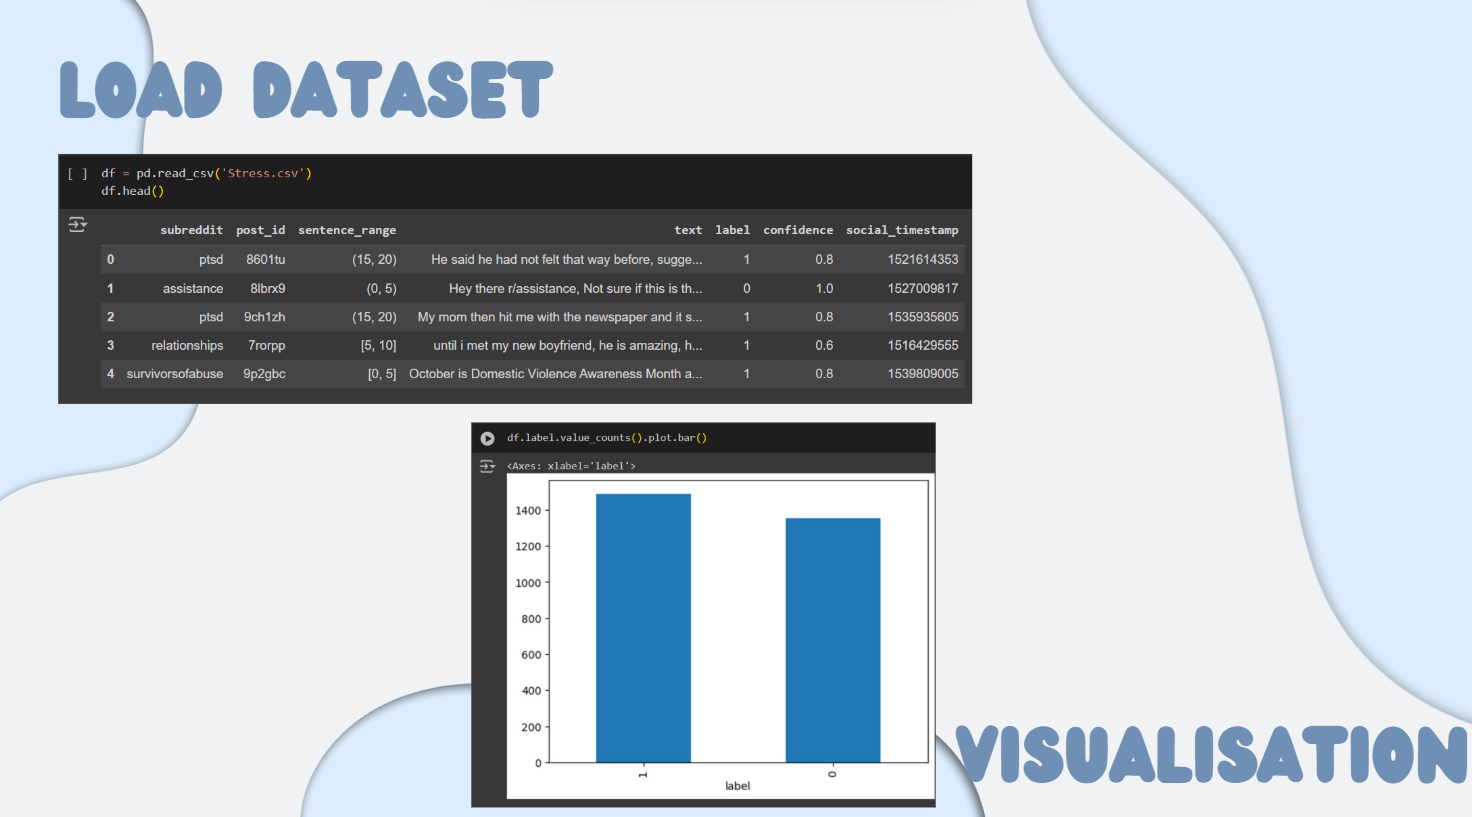 LOAD DATASET
[ ] df = pd.read_csv('Stress.csv')
df.head()
subreddit post_id sentence_range text label confidence social_timestamp
0 ptsd 8601tu (15, 20) He said he had not felt that way before, sugge... 1 0.8 1521614353
1 assistance 8lbrx9 (0, 5) Hey there r/assistance, Not sure if this is th... 0 1.0 1527009817
2 ptsd 9ch1zh (15, 20) My mom then hit me with the newspaper and it s... 1 0.8 1535935605
3 relationships 7rorpp [5, 10] until i met my new boyfriend, he is amazing, h... 1 0.6 1516429555
4 survivorsofabuse 9p2gbc [0, 5] October is Domestic Violence Awareness Month a... 1 0.8 1539809005
df.label.value_counts().plot.bar()
<Axes: xlabel='label'>
1400
1200
1000
800
600
400
200
0
1 0
label
VISUALISATION